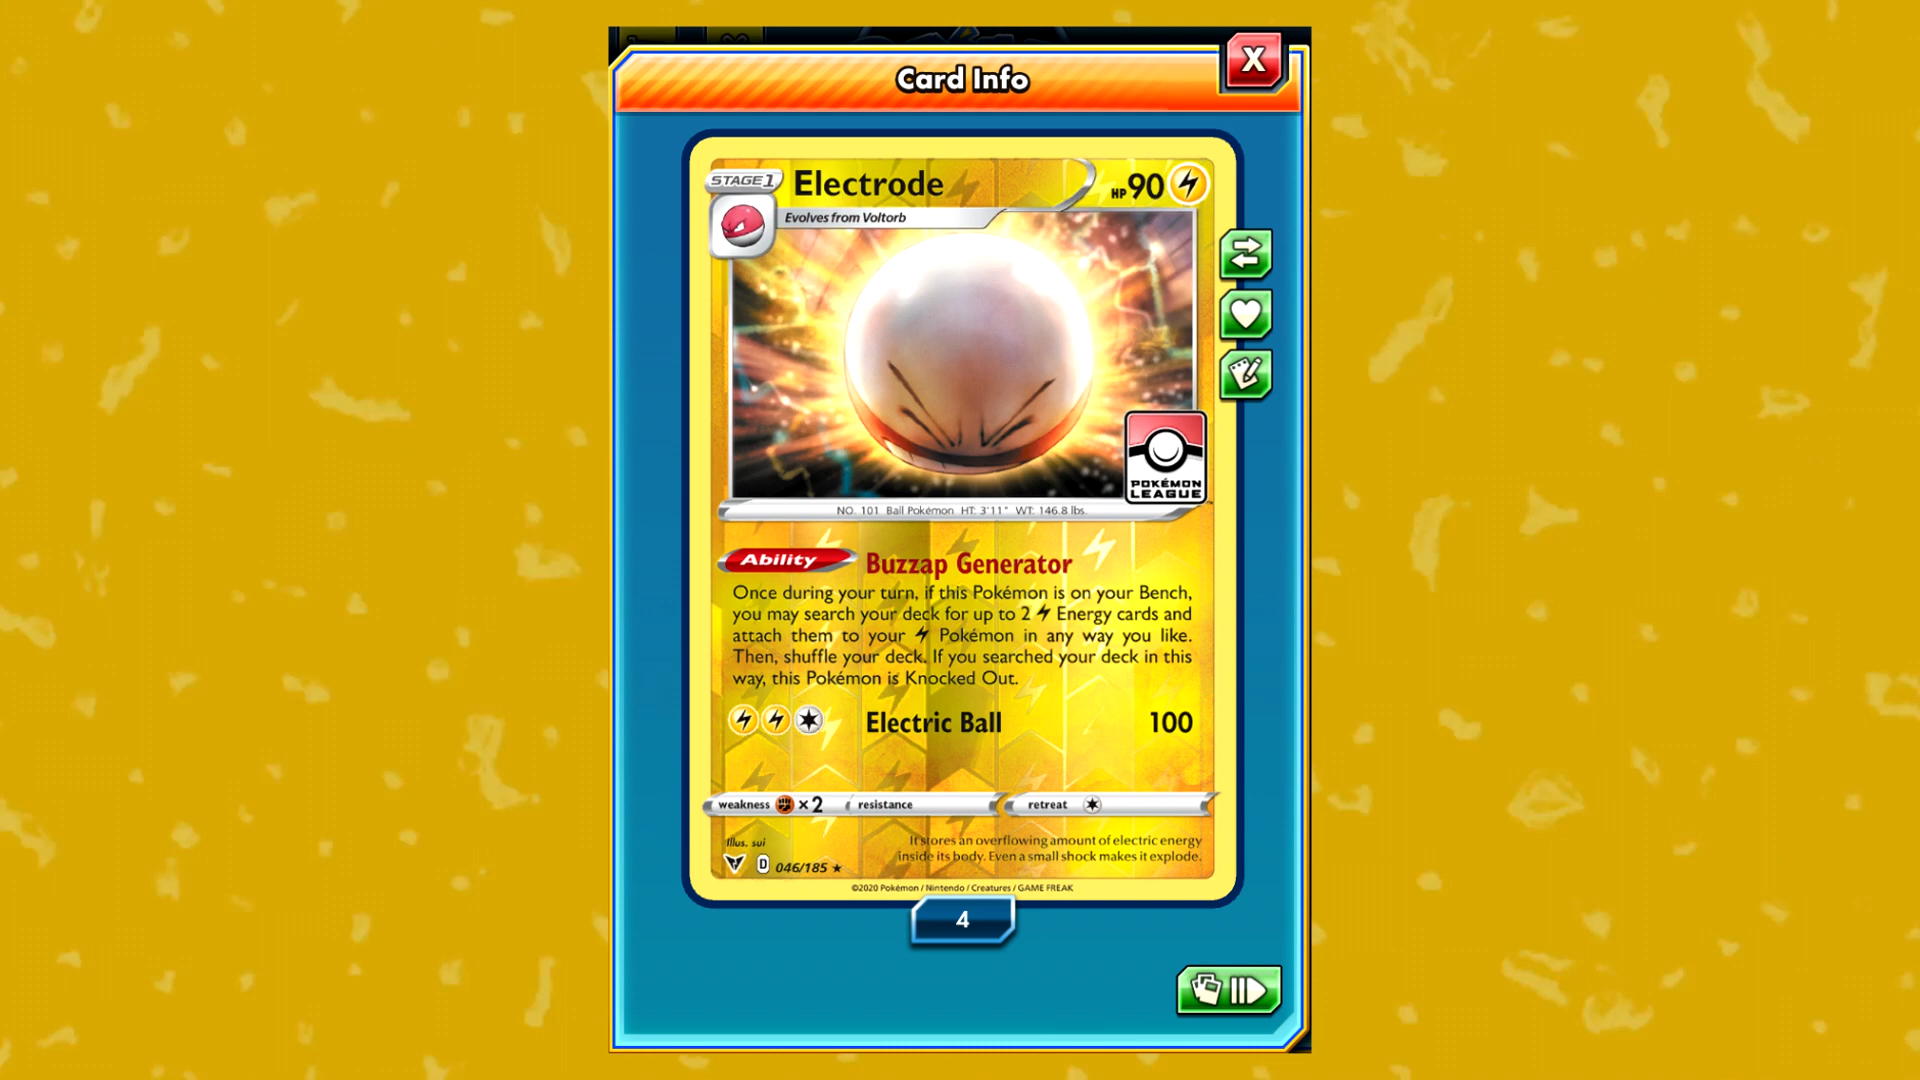 Card Info
X
STAGE 1
Electrode
HP 90
Evolves from Voltorb
POKÉMON
LEAGUE
NO. 101 Ball Pokémon HT: 3'11" WT: 146.8 lbs.
Ability
Buzzap Generator
Once during your turn, if this Pokémon is on your Bench,
you may search your deck for up to 2 Energy cards and
attach them to your Pokémon in any way you like.
Then, shuffle your deck. If you searched your deck in this
way, this Pokémon is Knocked Out.
Electric Ball 100
weakness ×2 resistance retreat
Illus. sui
It stores an overflowing amount of electric energy
inside its body. Even a small shock makes it explode.
D 046/185 ★
©2020 Pokémon / Nintendo / Creatures / GAME FREAK
4